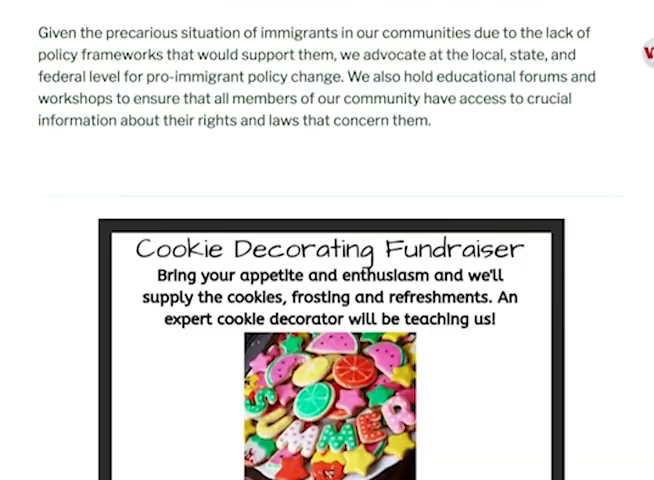 Given the precarious situation of immigrants in our communities due to the lack of
policy frameworks that would support them, we advocate at the local, state, and
federal level for pro-immigrant policy change. We also hold educational forums and
workshops to ensure that all members of our community have access to crucial
information about their rights and laws that concern them.
Cookie Decorating Fundraiser
Bring your appetite and enthusiasm and we'll
supply the cookies, frosting and refreshments. An
expert cookie decorator will be teaching us!
SUMMER